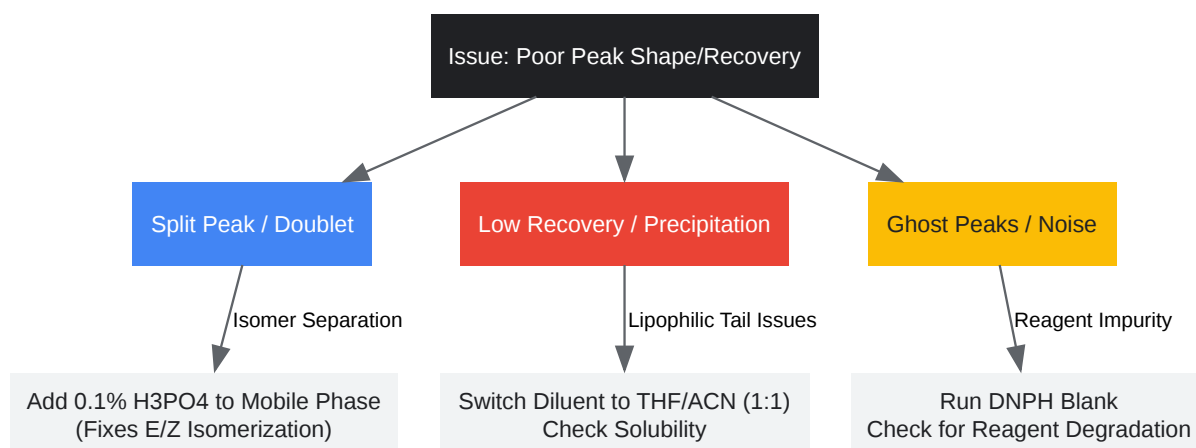 Issue: Poor Peak Shape/Recovery
Split Peak / Doublet
Low Recovery / Precipitation
Ghost Peaks / Noise
Isomer Separation
Lipophilic Tail Issues
Reagent Impurity
Add 0.1% H3PO4 to Mobile Phase
(Fixes E/Z Isomerization)
Switch Diluent to THF/ACN (1:1)
Check Solubility
Run DNPH Blank
Check for Reagent Degradation